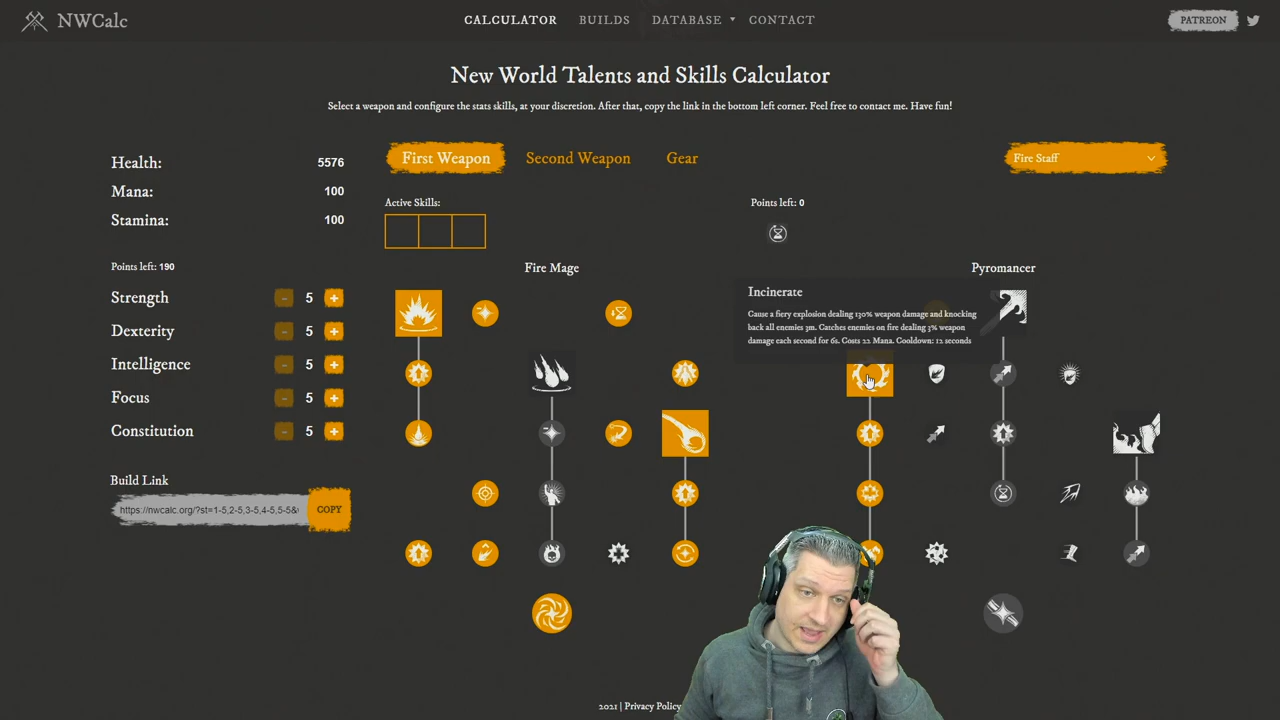 NWCalc
CALCULATOR
BUILDS
DATABASE
CONTACT
PATREON
New World Talents and Skills Calculator
Select a weapon and configure the stats skills, at your discretion. After that, copy the link in the bottom left corner. Feel free to contact me. Have fun!
Health: 5576
Mana: 100
Stamina: 100
Points left: 190
Strength - 5 +
Dexterity - 5 +
Intelligence - 5 +
Focus - 5 +
Constitution - 5 +
Build Link
https://nwcalc.org/?st=1-5,2-5,3-5,4-5,5-5&
COPY
First Weapon
Second Weapon
Gear
Fire Staff
Active Skills:
Points left: 0
Fire Mage
Pyromancer
Incinerate
Cause a fiery explosion dealing 130% weapon damage and knocking
back all enemies 3m. Catches enemies on fire dealing 3% weapon
damage each second for 6s. Costs 22 Mana. Cooldown: 12 seconds
2021 | Privacy Policy